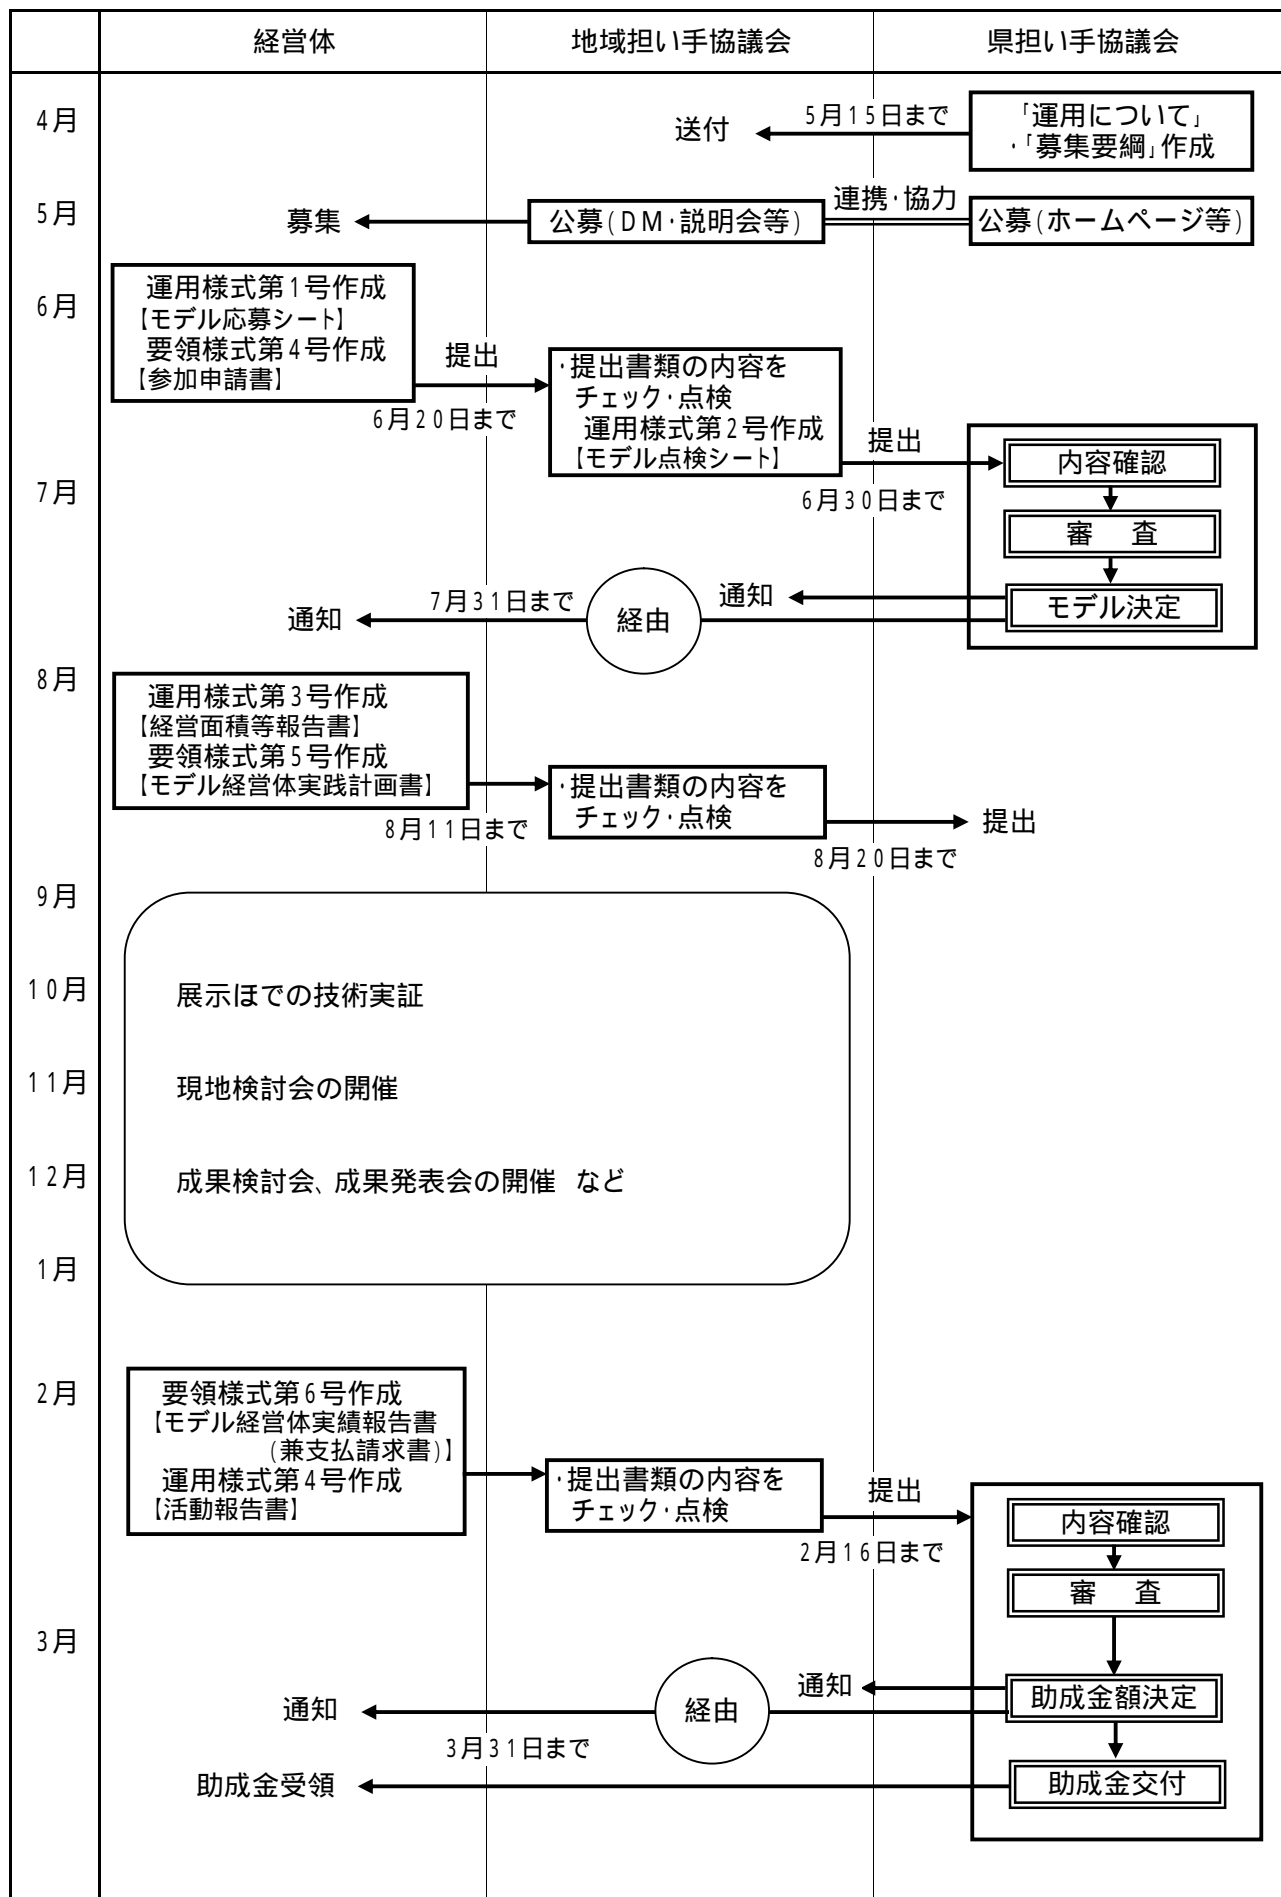 経営体
地域担い手協議会
県担い手協議会
4月
送付
5月15日まで
「運用について」
・「募集要綱」作成
5月
募集
公募(DM・説明会等)
連携・協力
公募(ホームページ等)
6月
運用様式第1号作成
【モデル応募シート】
要領様式第4号作成
【参加申請書】
提出
6月20日まで
・提出書類の内容を
チェック・点検
運用様式第2号作成
【モデル点検シート】
提出
6月30日まで
内容確認
7月
審 査
モデル決定
通知
経由
7月31日まで
通知
8月
運用様式第3号作成
【経営面積等報告書】
要領様式第5号作成
【モデル経営体実践計画書】
8月11日まで
・提出書類の内容を
チェック・点検
8月20日まで
提出
9月
10月
展示ほでの技術実証
11月
現地検討会の開催
12月
成果検討会、成果発表会の開催 など
1月
2月
要領様式第6号作成
【モデル経営体実績報告書
(兼支払請求書)】
運用様式第4号作成
【活動報告書】
・提出書類の内容を
チェック・点検
提出
2月16日まで
内容確認
審 査
3月
助成金額決定
通知
経由
通知
3月31日まで
助成金交付
助成金受領